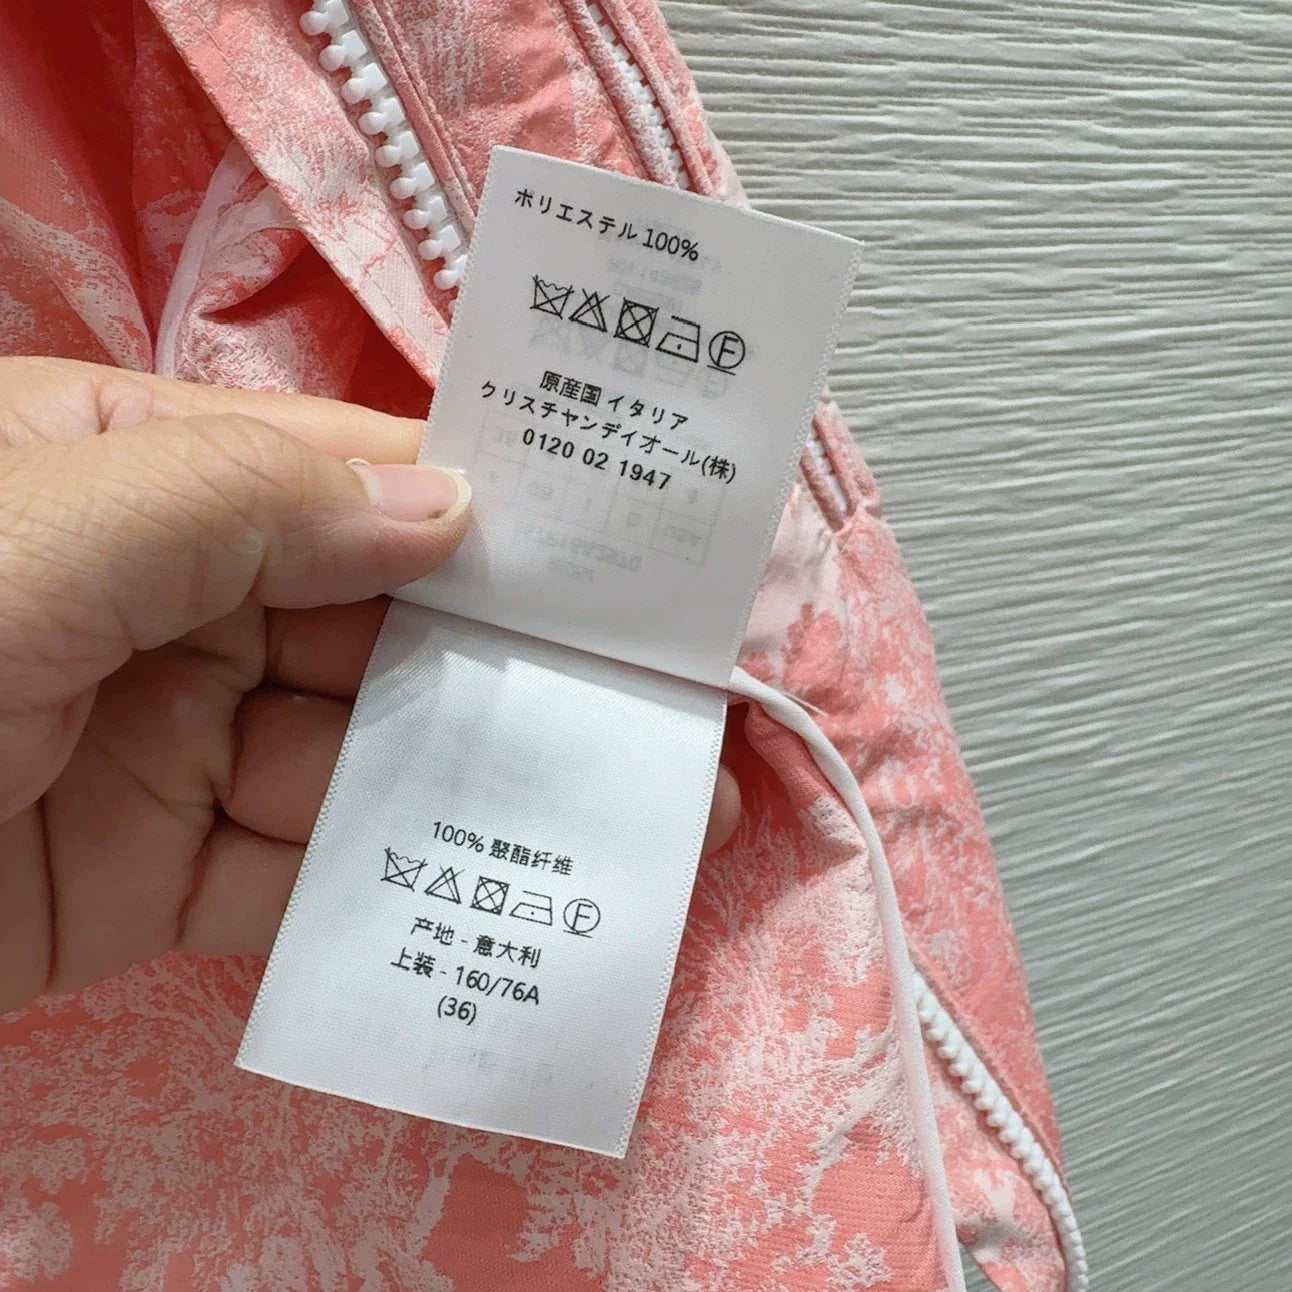 ポリエステル 100%
F
原産国 イタリア
クリスチャンディオール(株)
0120 02 1947
100% 聚酯纤维
F
产地 - 意大利
上装 - 160/76A
(36)